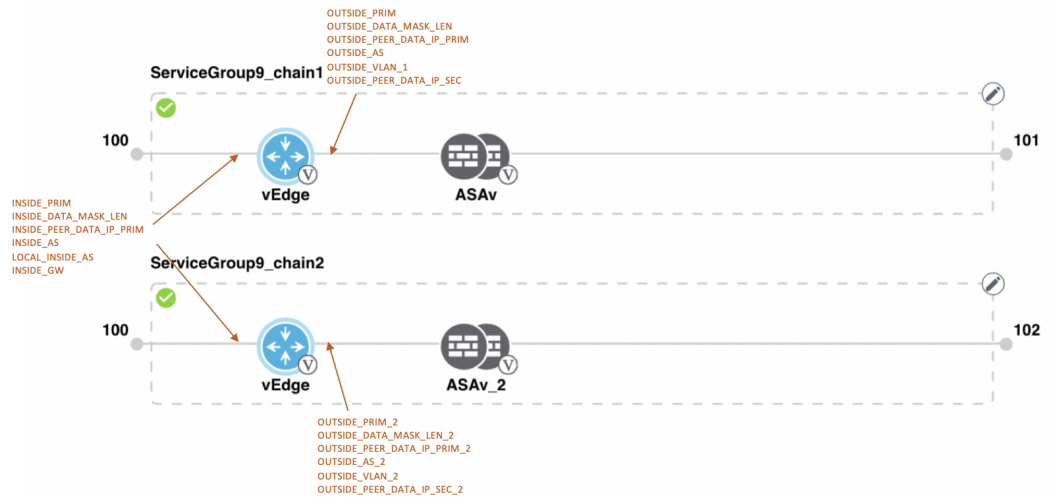 OUTSIDE_PRIM
OUTSIDE_DATA_MASK_LEN
OUTSIDE_PEER_DATA_IP_PRIM
OUTSIDE_AS
OUTSIDE_VLAN_1
OUTSIDE_PEER_DATA_IP_SEC
ServiceGroup9_chain1
100
101
V
V
vEdge
ASAv
INSIDE_PRIM
INSIDE_DATA_MASK_LEN
INSIDE_PEER_DATA_IP_PRIM
INSIDE_AS
LOCAL_INSIDE_AS
INSIDE_GW
ServiceGroup9_chain2
100
102
V
V
vEdge
ASAv_2
OUTSIDE_PRIM_2
OUTSIDE_DATA_MASK_LEN_2
OUTSIDE_PEER_DATA_IP_PRIM_2
OUTSIDE_AS_2
OUTSIDE_VLAN_2
OUTSIDE_PEER_DATA_IP_SEC_2